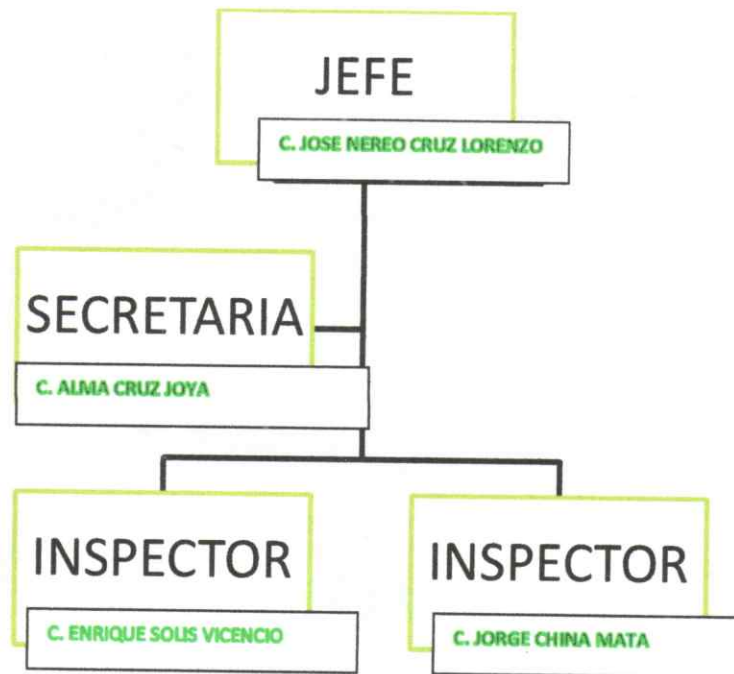 JEFE
C. JOSE NEREO CRUZ LORENZO
SECRETARIA
C. ALMA CRUZ JOYA
INSPECTOR
C. ENRIQUE SOLIS VICENCIO
INSPECTOR
C. JORGE CHINA MATA